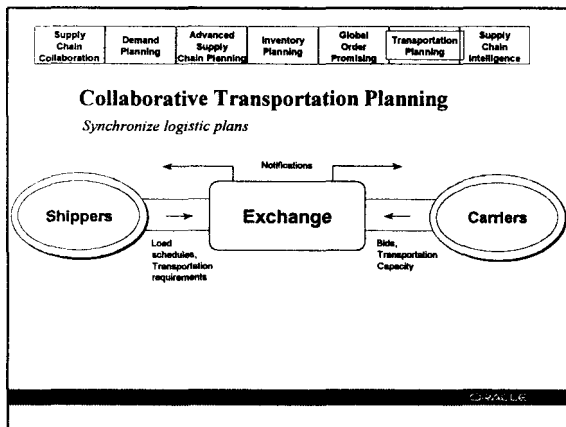 Supply
Chain
Collaboration
Demand
Planning
Advanced
Supply
Chain Planning
Inventory
Planning
Global
Order
Promising
Transportation
Planning
Supply
Chain
Intelligence
Collaborative Transportation Planning
Synchronize logistic plans
Notifications
Shippers
Exchange
Carriers
Load
schedules,
Transportation
requirements
Bids,
Transportation
Capacity
ORACLE